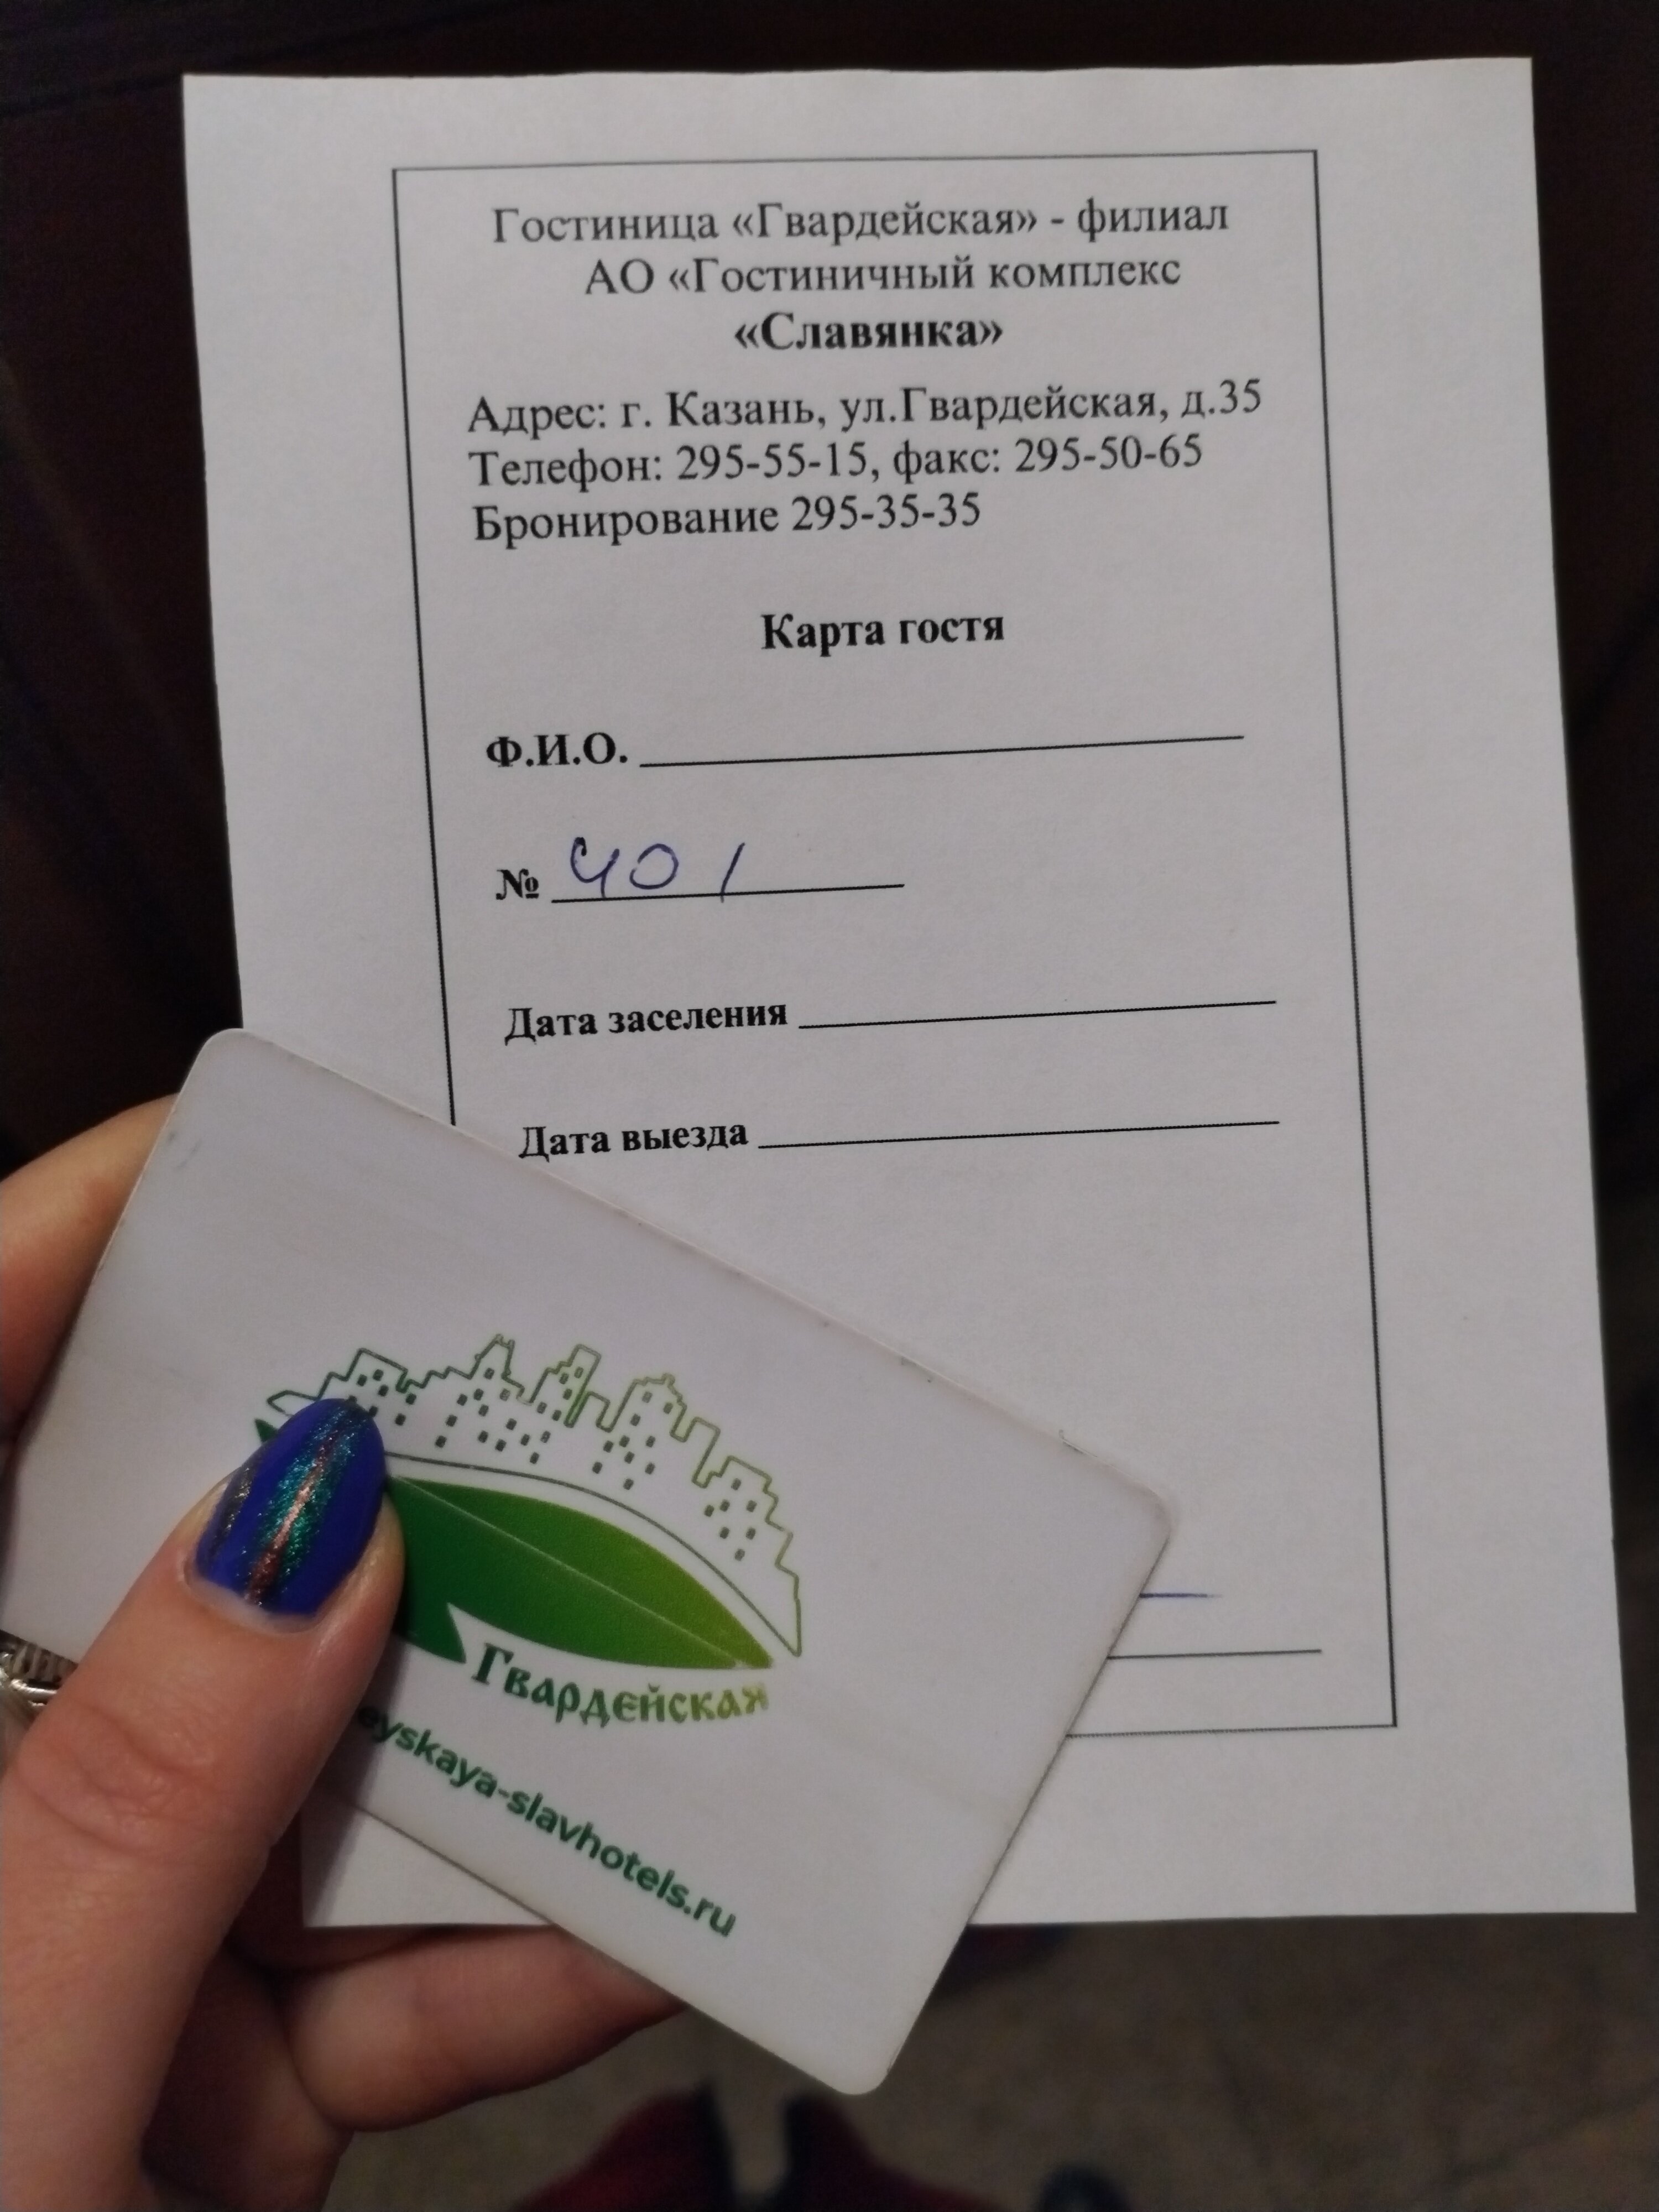 Гостиница «Гвардейская» - филиал
АО «Гостиничный комплекс
«Славянка»
Адрес: г. Казань, ул.Гвардейская, д.35
Телефон: 295-55-15, факс: 295-50-65
Бронирование 295-35-35
Карта гостя
Ф.И.О.
№ 401
Дата заселения
Дата выезда
Гвардейская
eyskaya-slavhotels.ru